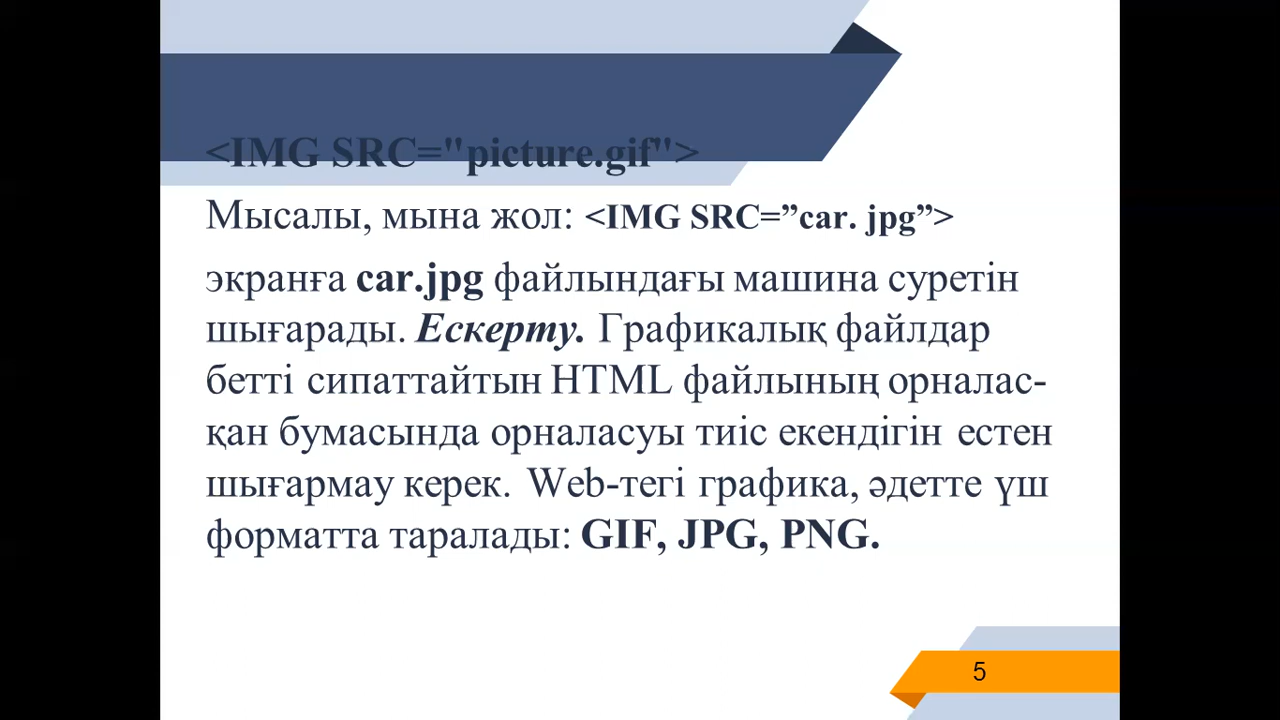 <IMG SRC="picture.gif">
Мысалы, мына жол: <IMG SRC=”car. jpg”>
экранға car.jpg файлындағы машина суретін
шығарады. Ескерту. Графикалық файлдар
бетті сипаттайтын HTML файлының орналас-
қан бумасында орналасуы тиіс екендігін естен
шығармау керек. Web-тегі графика, әдетте үш
форматта таралады: GIF, JPG, PNG.
5